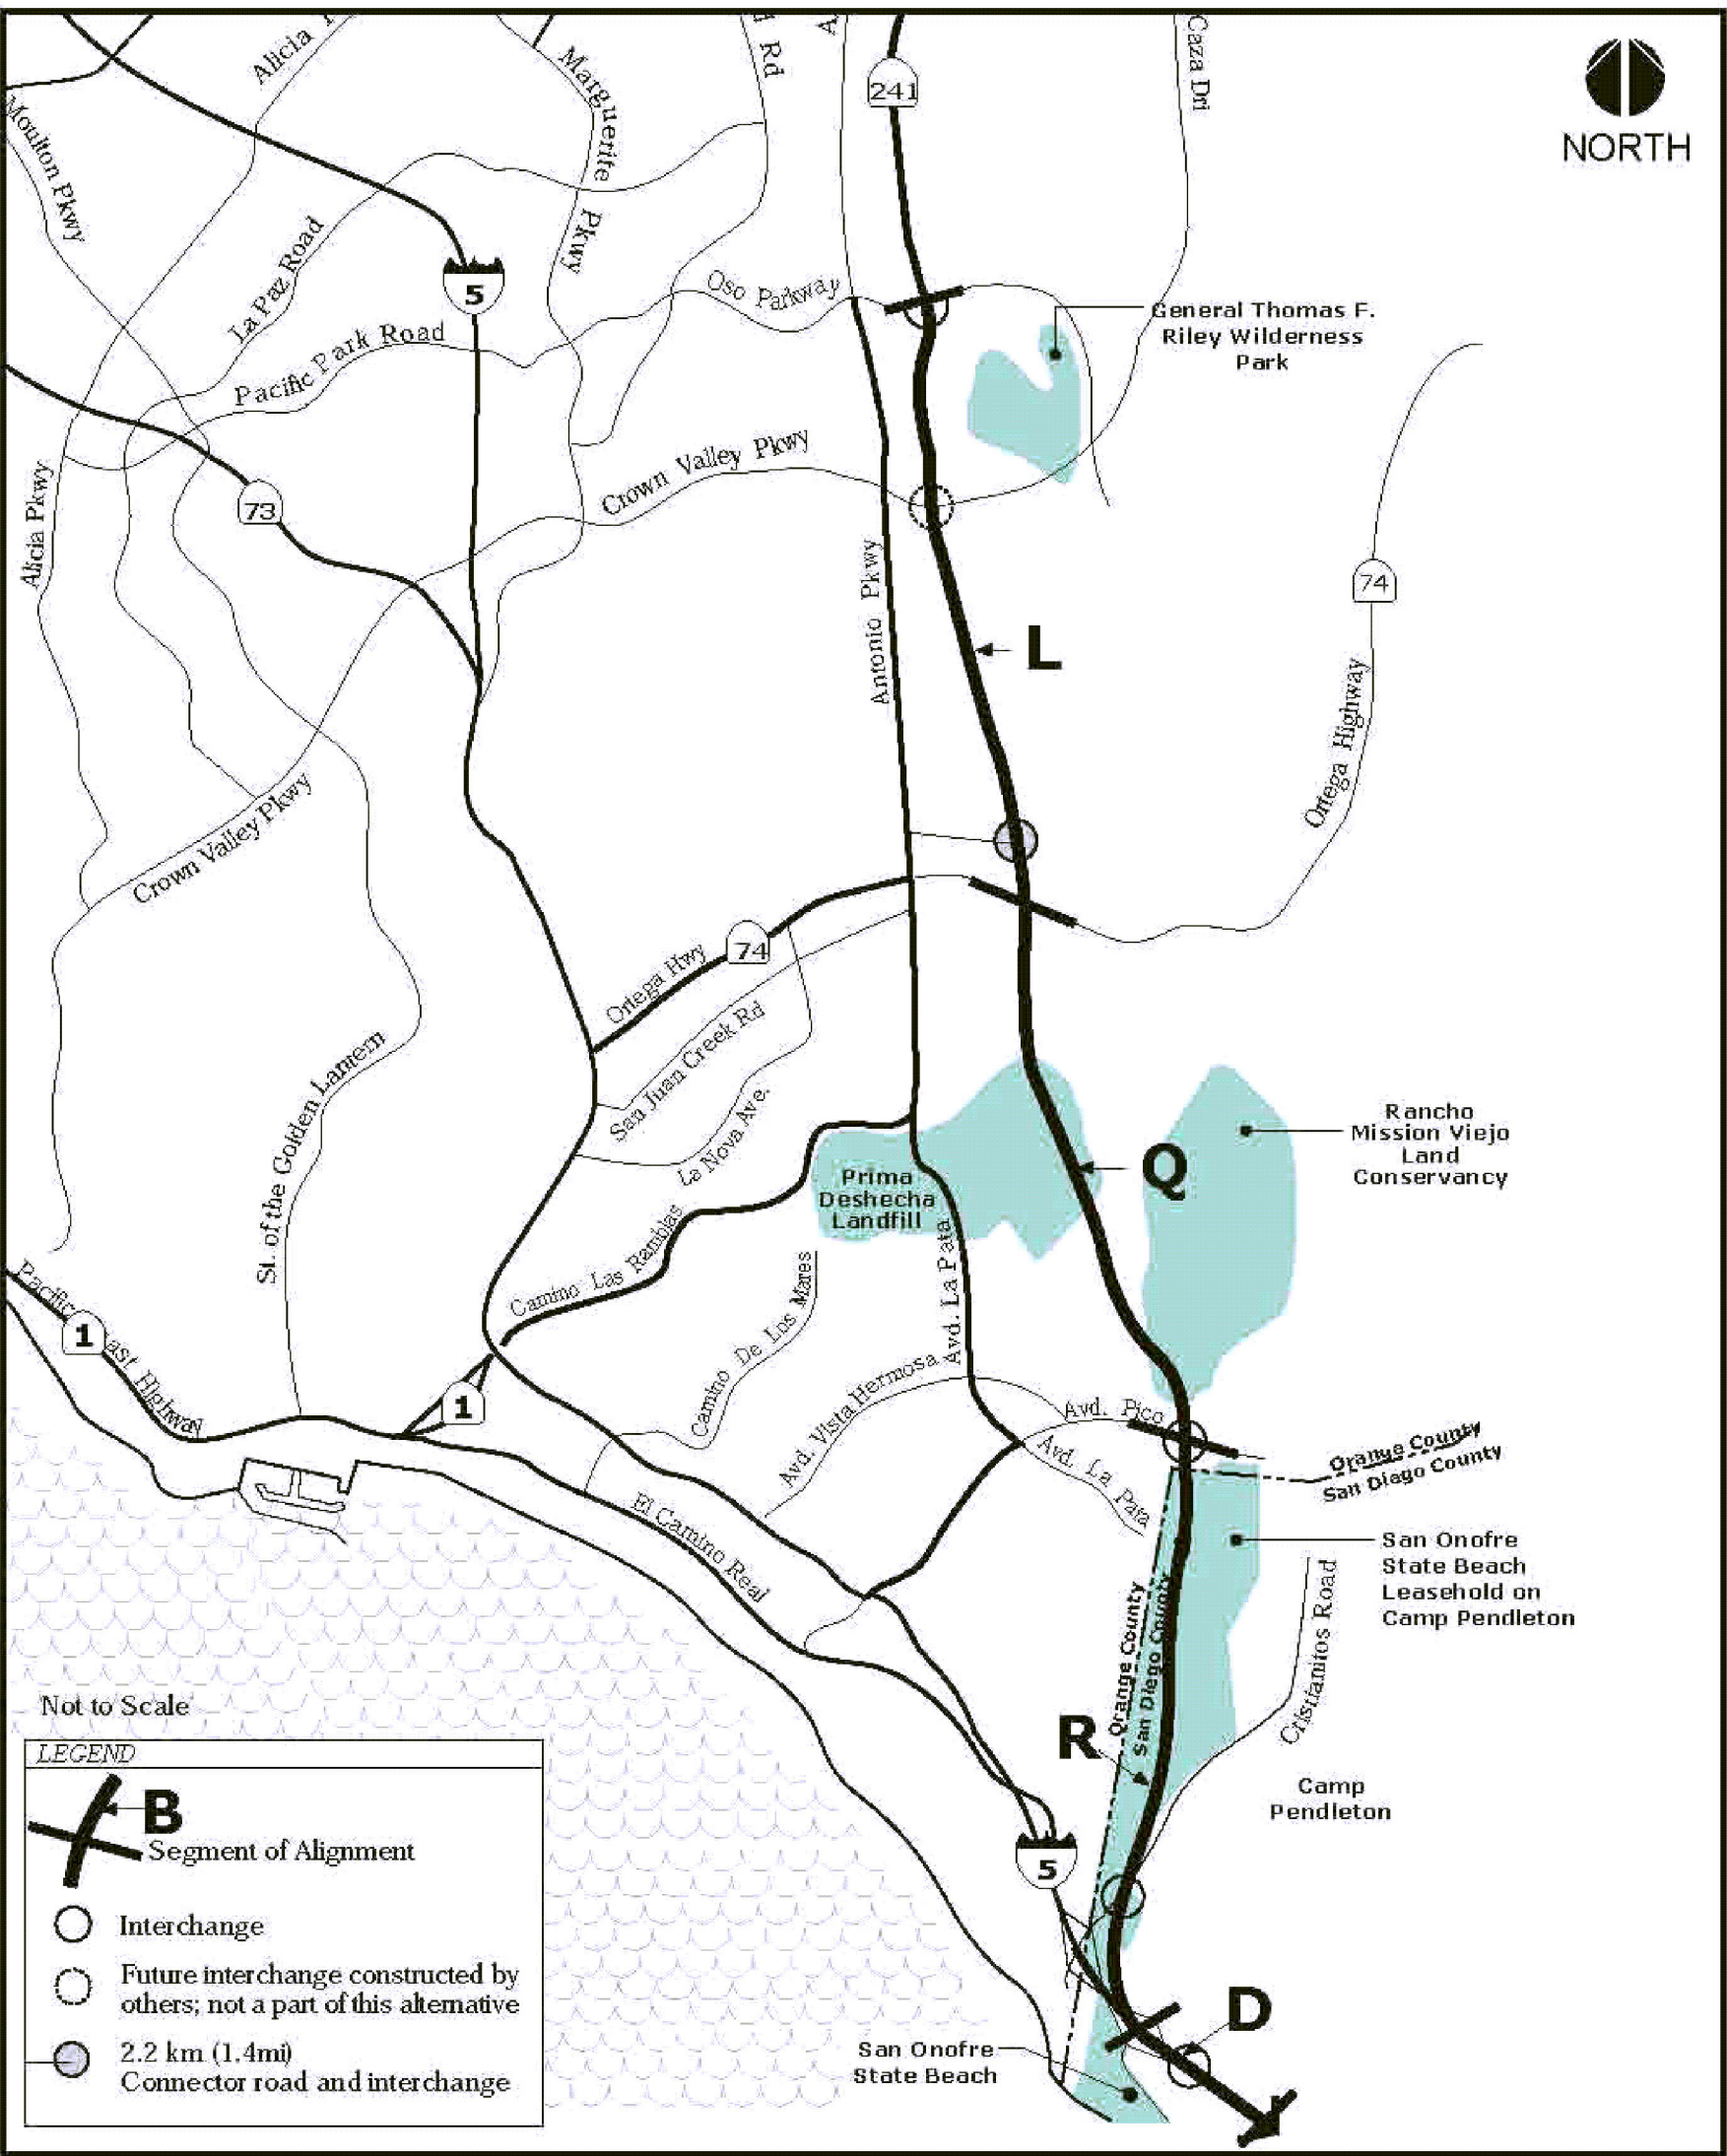 Alicia
Marguerite
Pkwy
Rd
241
Caza Dri
NORTH
Moulton Pkwy
La Paz Road
5
Oso Parkway
General Thomas F.
Riley Wilderness
Park
Pacific Park Road
Crown Valley Pkwy
Alicia Pkwy
73
Antonio Pkwy
74
L
Ortega Highway
Crown Valley Pkwy
74
Ortega Hwy
San Juan Creek Rd
La Nova Ave.
St. of the Golden Lantern
Rancho
Mission Viejo
Land
Conservancy
Q
Prima
Deshecha
Landfill
Camino Las Ramblas
Camino De Los Mares
Avd. La Pata
Avd. Vista Hermosa
Pacific
1
ast Highway
1
Avd. Pico
Avd. La Pata
Orange County
San Diago County
El Camino Real
San Onofre
State Beach
Leasehold on
Camp Pendleton
Orange County
San Diego County
Cristianitos Road
R
Camp
Pendleton
5
D
San Onofre
State Beach
Not to Scale
LEGEND
B
Segment of Alignment
Interchange
Future interchange constructed by
others; not a part of this alternative
2.2 km (1.4mi)
Connector road and interchange